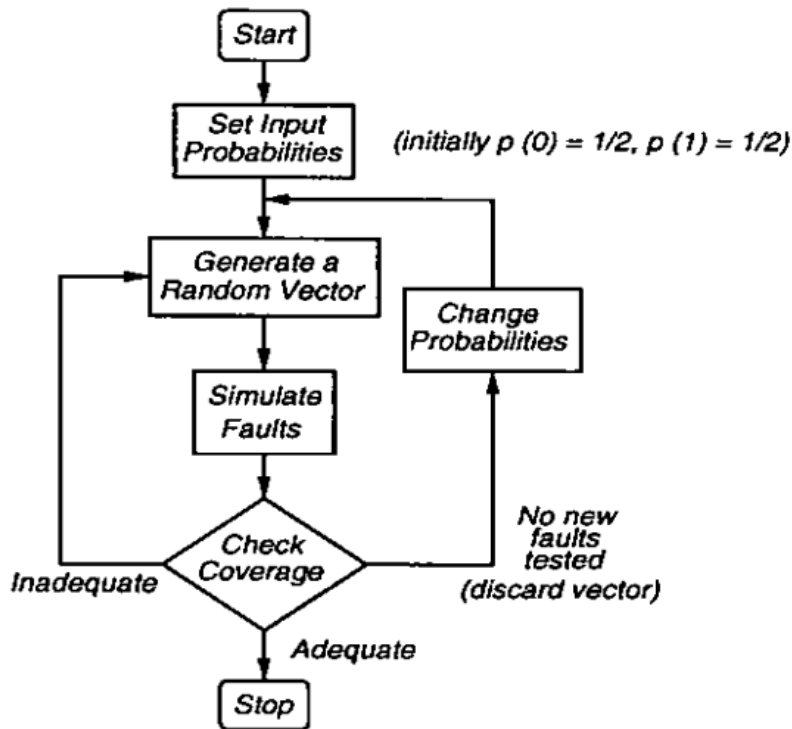 Start
Set Input
Probabilities
(initially p (0) = 1/2, p (1) = 1/2)
Generate a
Random Vector
Change
Probabilities
Simulate
Faults
Check
Coverage
Inadequate
No new
faults
tested
(discard vector)
Adequate
Stop